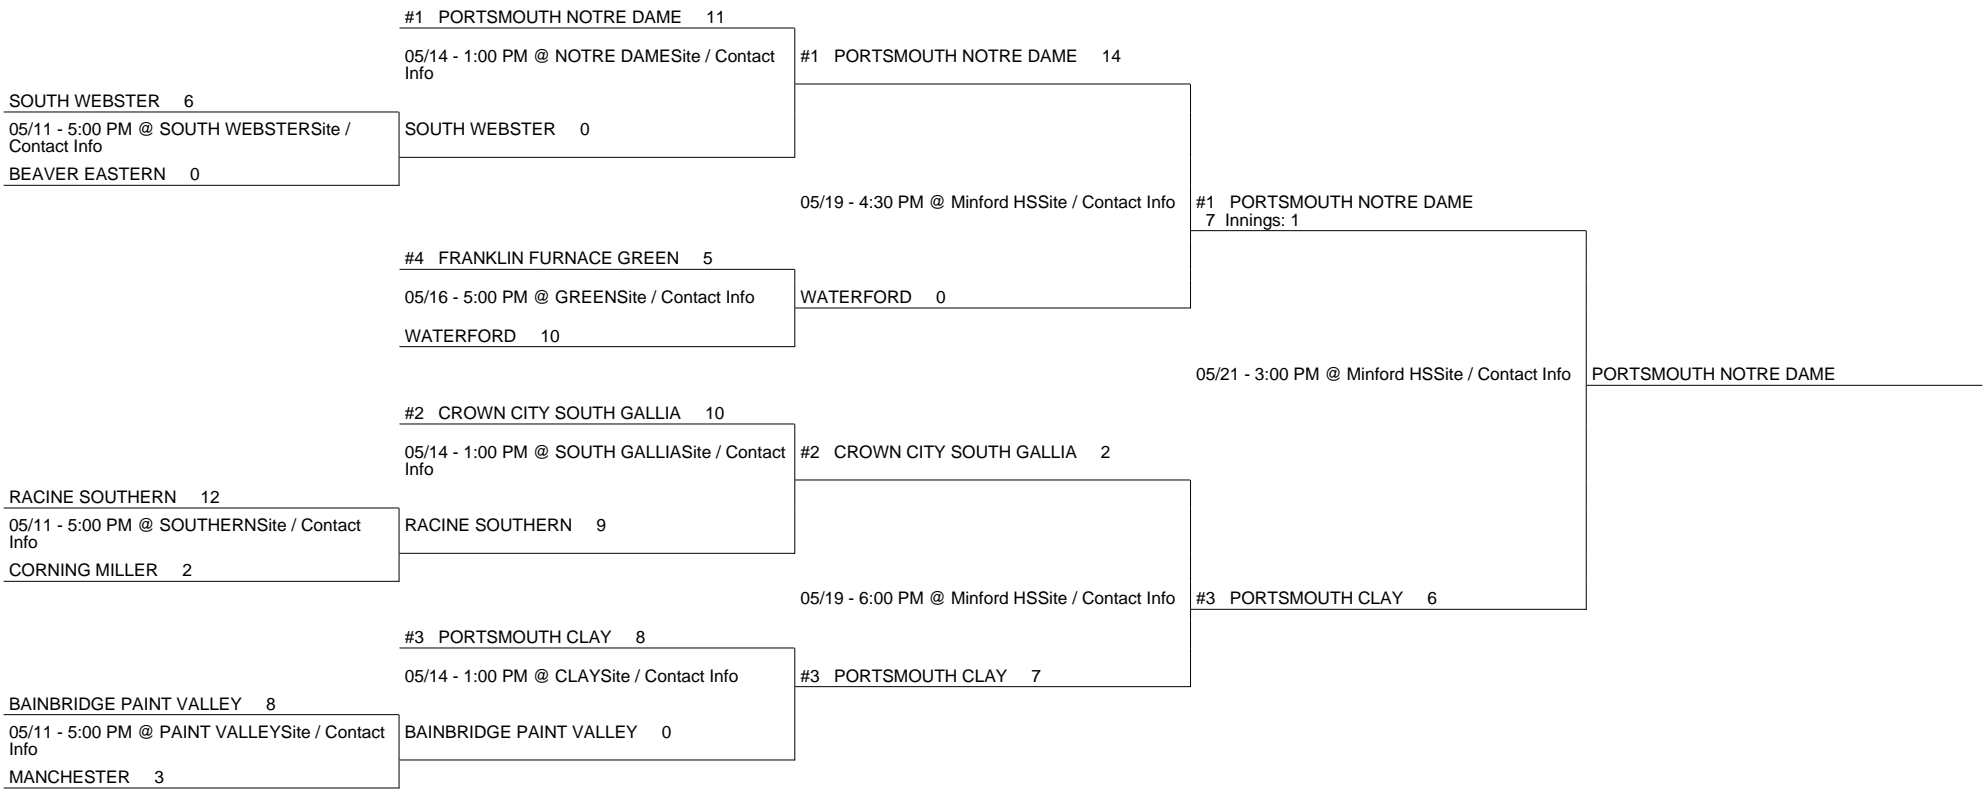 #1 PORTSMOUTH NOTRE DAME 11
05/14 - 1:00 PM @ NOTRE DAMESite / Contact
Info
#1 PORTSMOUTH NOTRE DAME 14
SOUTH WEBSTER 6
05/11 - 5:00 PM @ SOUTH WEBSTERSite /
Contact Info
SOUTH WEBSTER 0
BEAVER EASTERN 0
05/19 - 4:30 PM @ Minford HSSite / Contact Info
#1 PORTSMOUTH NOTRE DAME
7 Innings: 1
#4 FRANKLIN FURNACE GREEN 5
05/16 - 5:00 PM @ GREENSite / Contact Info
WATERFORD 0
WATERFORD 10
05/21 - 3:00 PM @ Minford HSSite / Contact Info
PORTSMOUTH NOTRE DAME
#2 CROWN CITY SOUTH GALLIA 10
05/14 - 1:00 PM @ SOUTH GALLIASite / Contact
Info
#2 CROWN CITY SOUTH GALLIA 2
RACINE SOUTHERN 12
05/11 - 5:00 PM @ SOUTHERNSite / Contact
Info
RACINE SOUTHERN 9
CORNING MILLER 2
05/19 - 6:00 PM @ Minford HSSite / Contact Info
#3 PORTSMOUTH CLAY 6
#3 PORTSMOUTH CLAY 8
05/14 - 1:00 PM @ CLAYSite / Contact Info
#3 PORTSMOUTH CLAY 7
BAINBRIDGE PAINT VALLEY 8
05/11 - 5:00 PM @ PAINT VALLEYSite / Contact
Info
BAINBRIDGE PAINT VALLEY 0
MANCHESTER 3